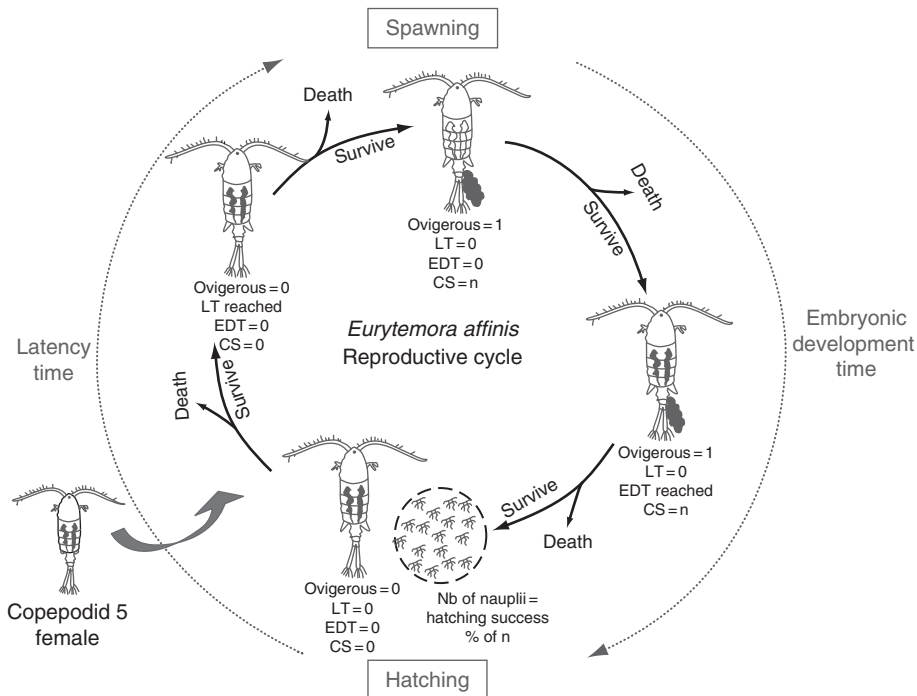 Spawning
Death
Survive
Ovigerous = 1
LT = 0
EDT = 0
CS = n
Death
Survive
Ovigerous = 0
LT reached
EDT = 0
CS = 0
Eurytemora affinis
Reproductive cycle
Latency
time
Embryonic
development
time
Death
Survive
Ovigerous = 1
LT = 0
EDT reached
CS = n
Survive
Death
Copepodid 5
female
Ovigerous = 0
LT = 0
EDT = 0
CS = 0
Nb of nauplii =
hatching success
% of n
Hatching